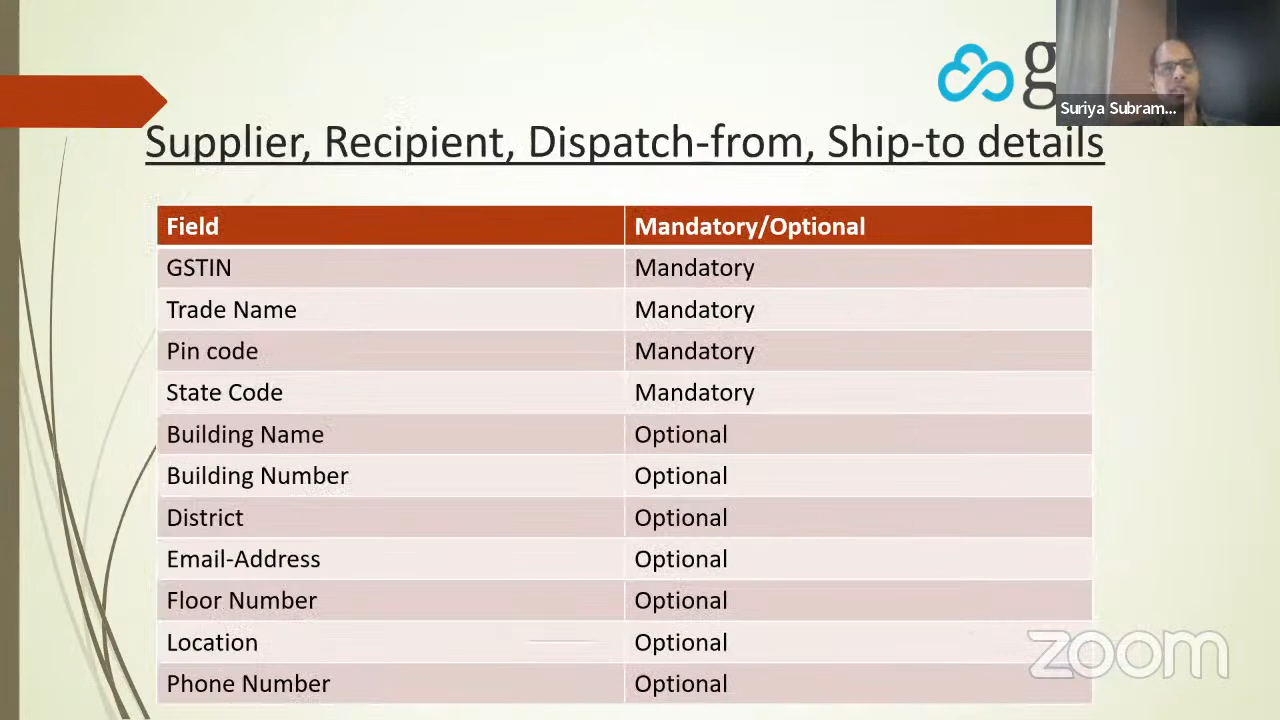 g
Suriya Subram...
Supplier, Recipient, Dispatch-from, Ship-to details
Field Mandatory/Optional
GSTIN Mandatory
Trade Name Mandatory
Pin code Mandatory
State Code Mandatory
Building Name Optional
Building Number Optional
District Optional
Email-Address Optional
Floor Number Optional
Location Optional
Phone Number Optional
zoom